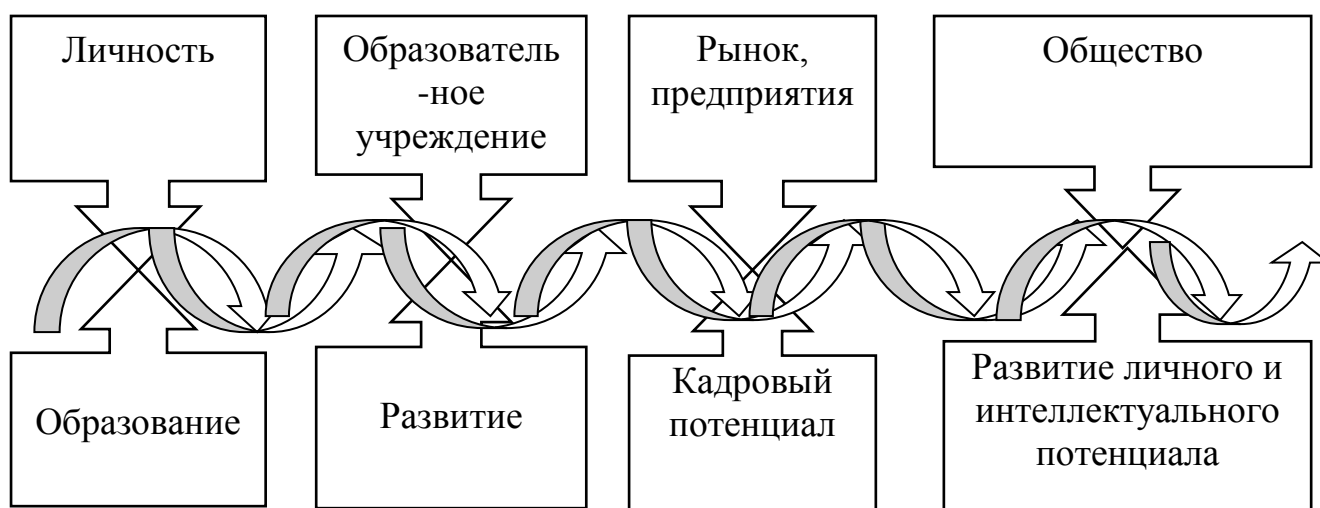 Личность
Образователь
-ное
учреждение
Рынок,
предприятия
Общество
Образование
Развитие
Кадровый
потенциал
Развитие личного и
интеллектуального
потенциала